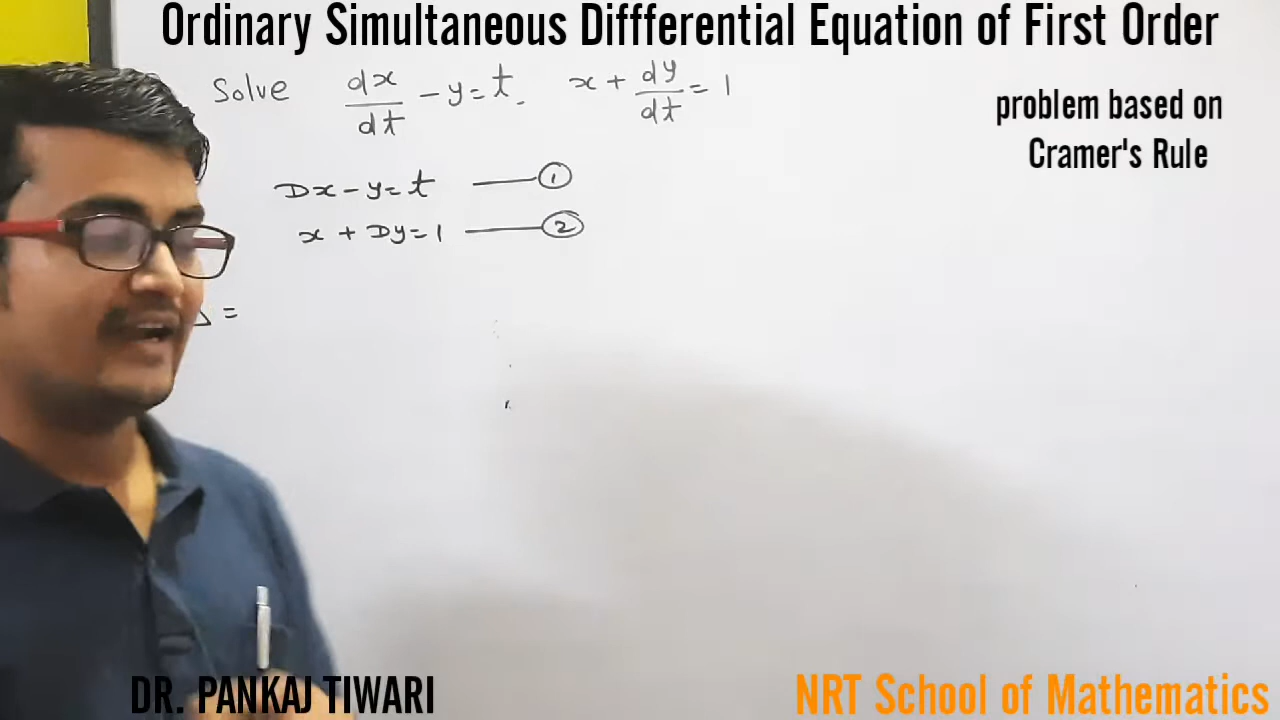 Ordinary Simultaneous Diffferential Equation of First Order
Solve dx/dt - y = t, x + dy/dt = 1
problem based on
Cramer's Rule
Dx - y = t —— ①
x + Dy = 1 —— ②
Δ =
DR. PANKAJ TIWARI
NRT School of Mathematics